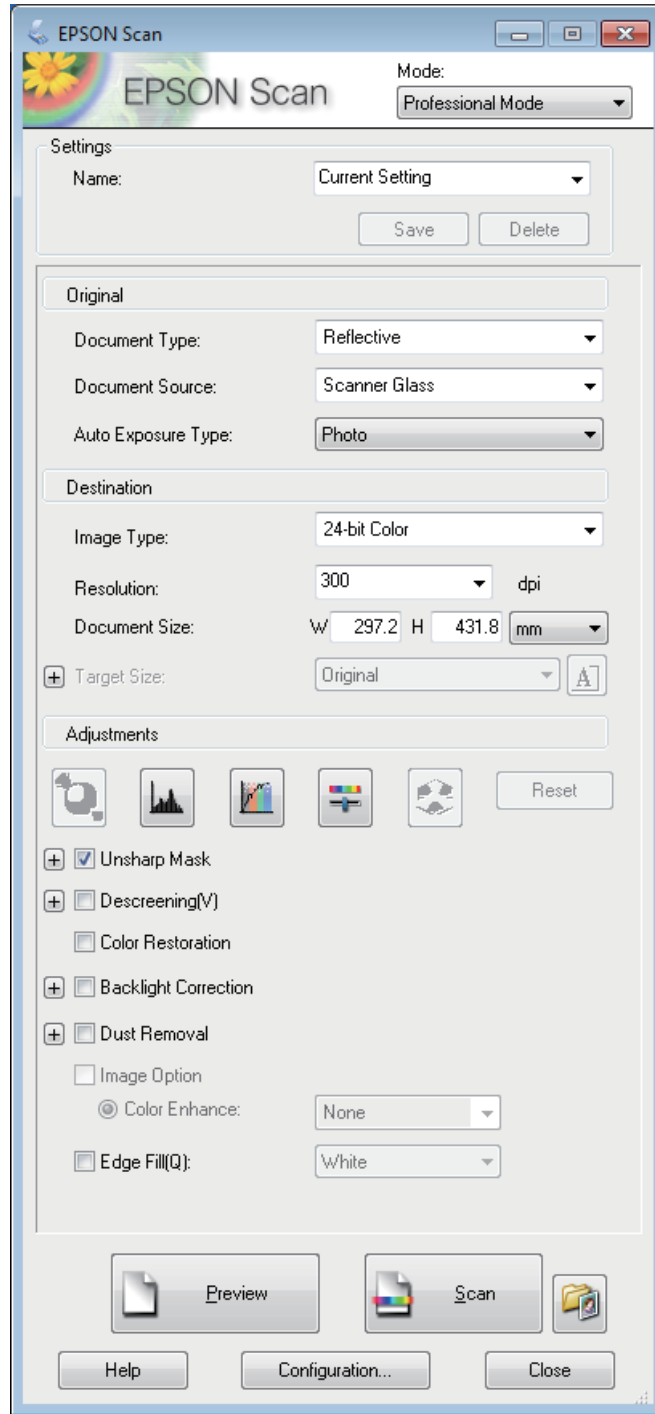 EPSON Scan
EPSON Scan
Mode:
Professional Mode
Settings
Name: Current Setting
Save Delete
Original
Document Type: Reflective
Document Source: Scanner Glass
Auto Exposure Type: Photo
Destination
Image Type: 24-bit Color
Resolution: 300 dpi
Document Size: W 297.2 H 431.8 mm
Target Size: Original A
Adjustments
Reset
Unsharp Mask
Descreening(V)
Color Restoration
Backlight Correction
Dust Removal
Image Option
Color Enhance: None
Edge Fill(Q): White
Preview Scan
Help Configuration... Close